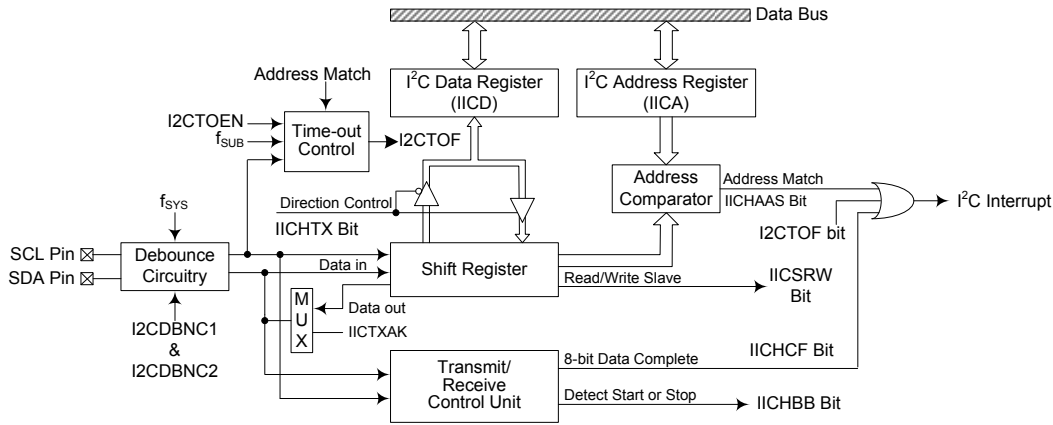 Data Bus
I²C Data Register
(IICD)
I²C Address Register
(IICA)
Address Match
I2CTOEN
fSUB
Time-out
Control
I2CTOF
Address
Comparator
Address Match
IICHAAS Bit
I²C Interrupt
I2CTOF bit
Direction Control
IICHTX Bit
fSYS
SCL Pin
SDA Pin
Debounce
Circuitry
Data in
Shift Register
Read/Write Slave
IICSRW
Bit
M
U
X
Data out
IICTXAK
I2CDBNC1
&
I2CDBNC2
Transmit/
Receive
Control Unit
8-bit Data Complete
IICHCF Bit
Detect Start or Stop
IICHBB Bit